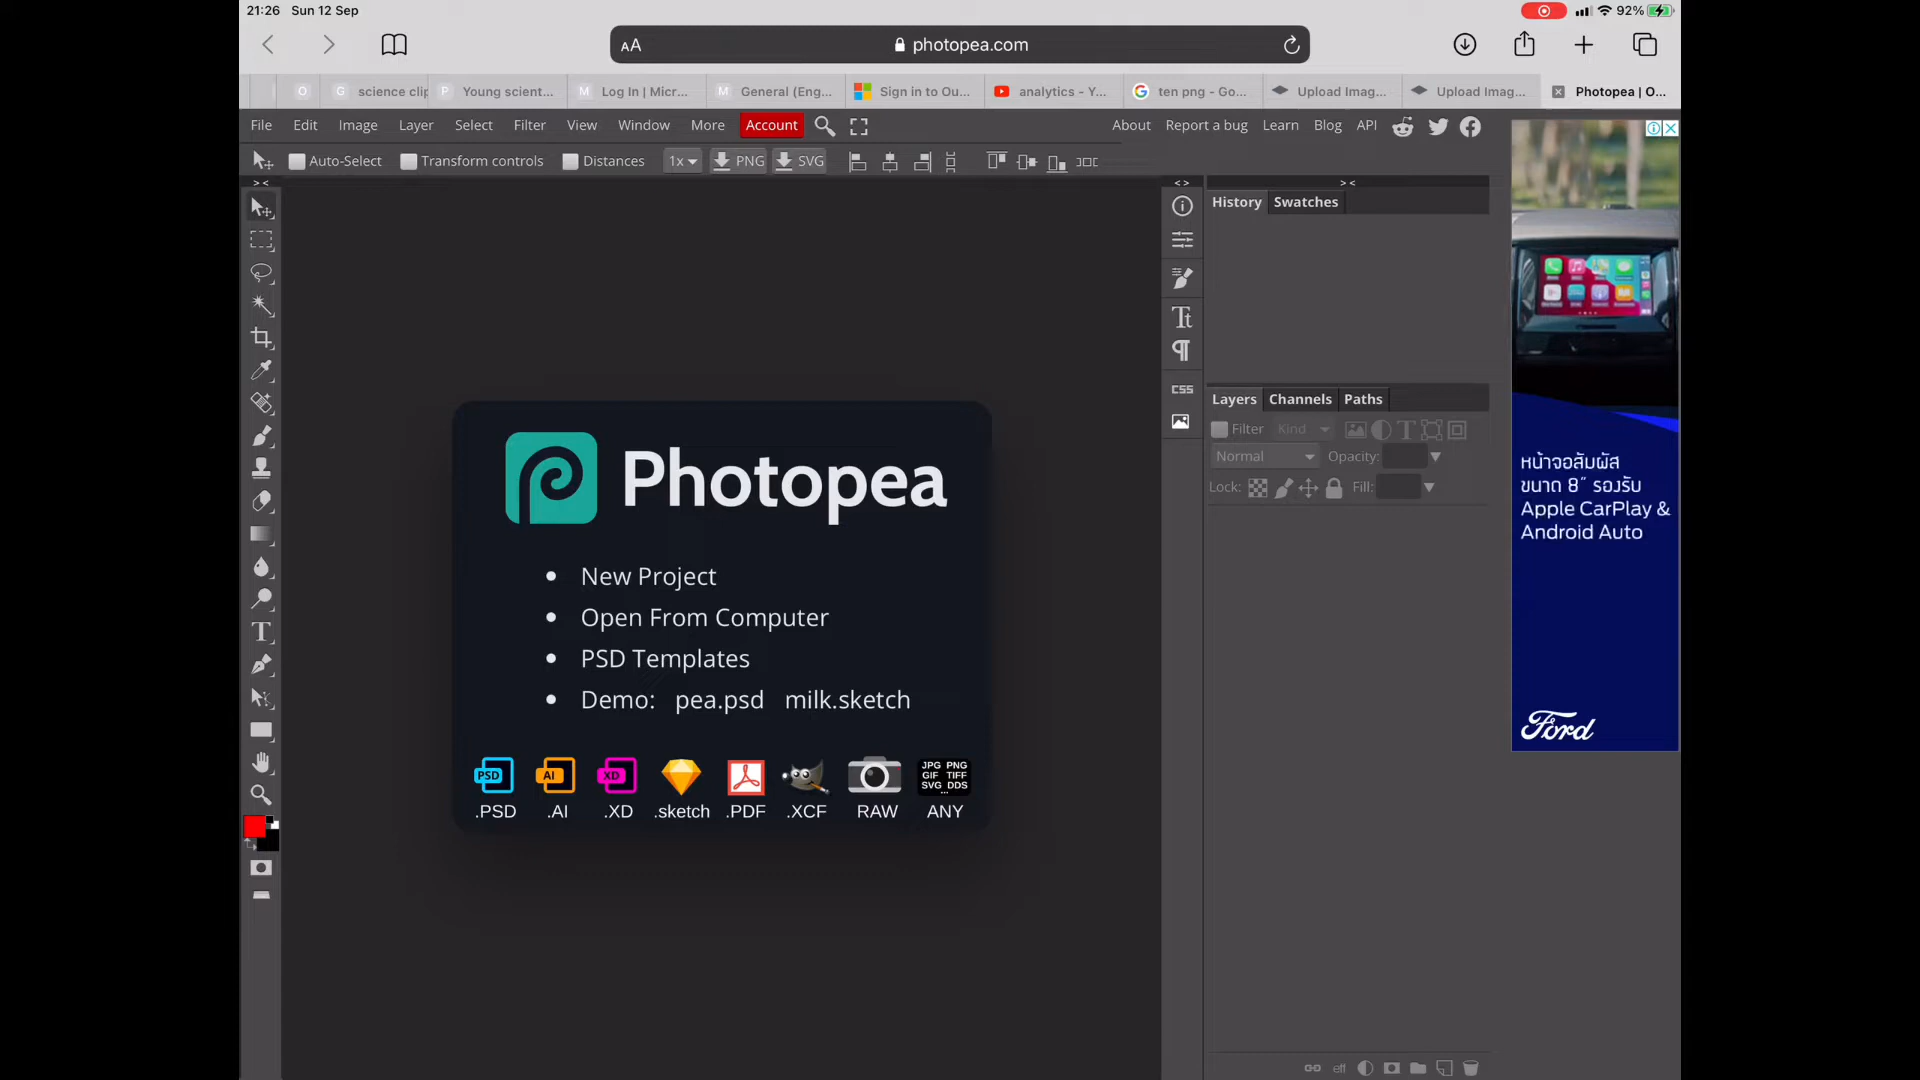 21:26 Sun 12 Sep
92%
AA photopea.com
O
G science clip
P Young scient...
M Log In | Micr...
M General (Eng...
Sign in to Ou...
analytics - Y...
G ten png - Go...
Upload Imag...
Upload Imag...
Photopea | O...
File Edit Image Layer Select Filter View Window More Account
About Report a bug Learn Blog API
Auto-Select Transform controls Distances 1x PNG SVG
> <
< >
> <
History Swatches
CSS
Layers Channels Paths
Filter Kind
Normal Opacity:
Lock: Fill:
Photopea
New Project
Open From Computer
PSD Templates
Demo: pea.psd milk.sketch
PSD AI XD JPG PNG
GIF TIFF
SVG DDS
...
.PSD .AI .XD .sketch .PDF .XCF RAW ANY
eff
หน้าจอสัมผัส
ขนาด 8" รองรับ
Apple CarPlay &
Android Auto
Ford